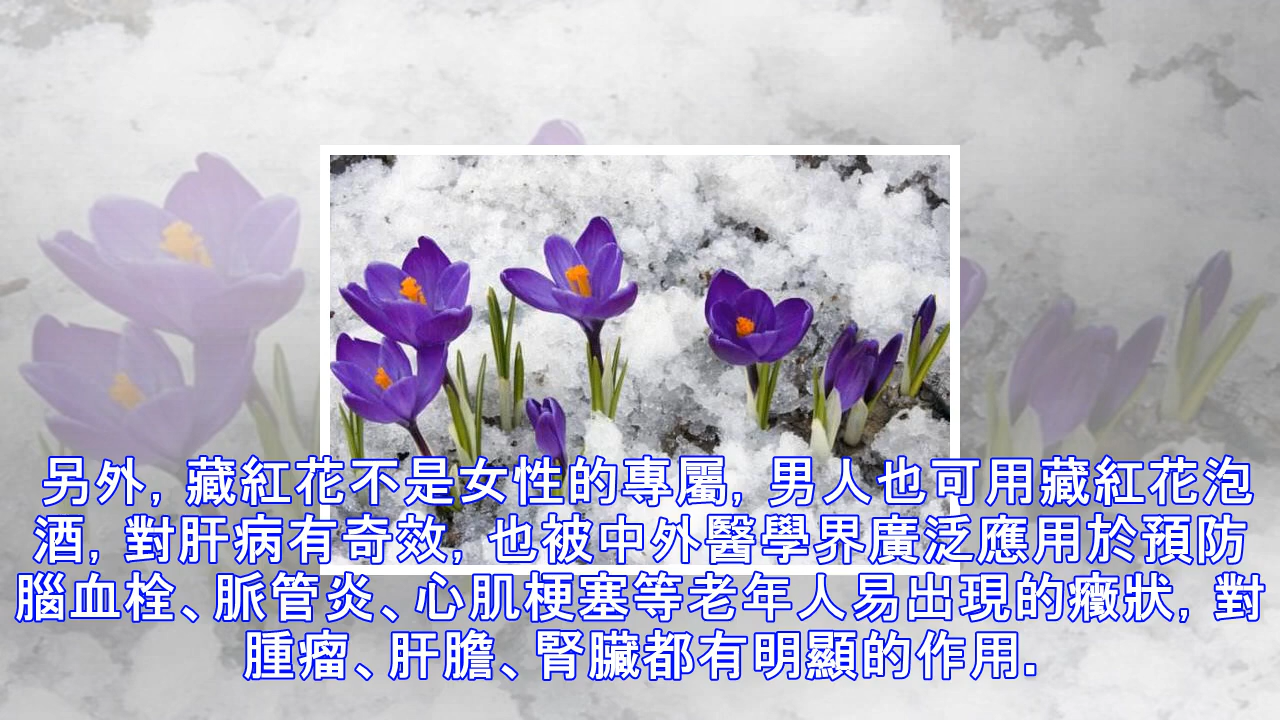 另外, 藏紅花不是女性的專屬, 男人也可用藏紅花泡
酒, 對肝病有奇效, 也被中外醫學界廣泛應用於預防
腦血栓、脈管炎、心肌梗塞等老年人易出現的癥狀, 對
腫瘤、肝膽、腎臟都有明顯的作用.